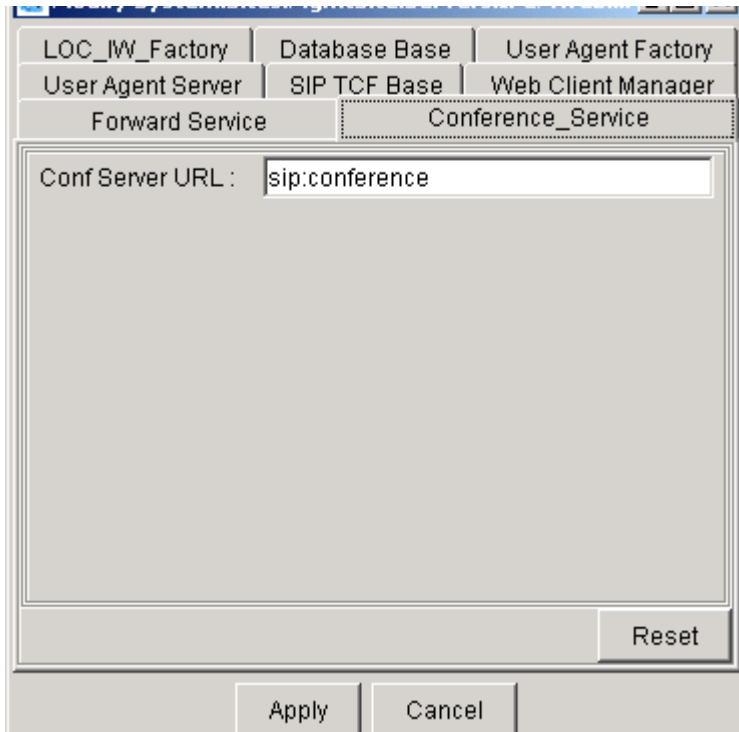 LOC_IW_Factory Database Base User Agent Factory
User Agent Server SIP TCF Base Web Client Manager
Forward Service Conference_Service
Conf Server URL : sip:conference
Reset
Apply Cancel